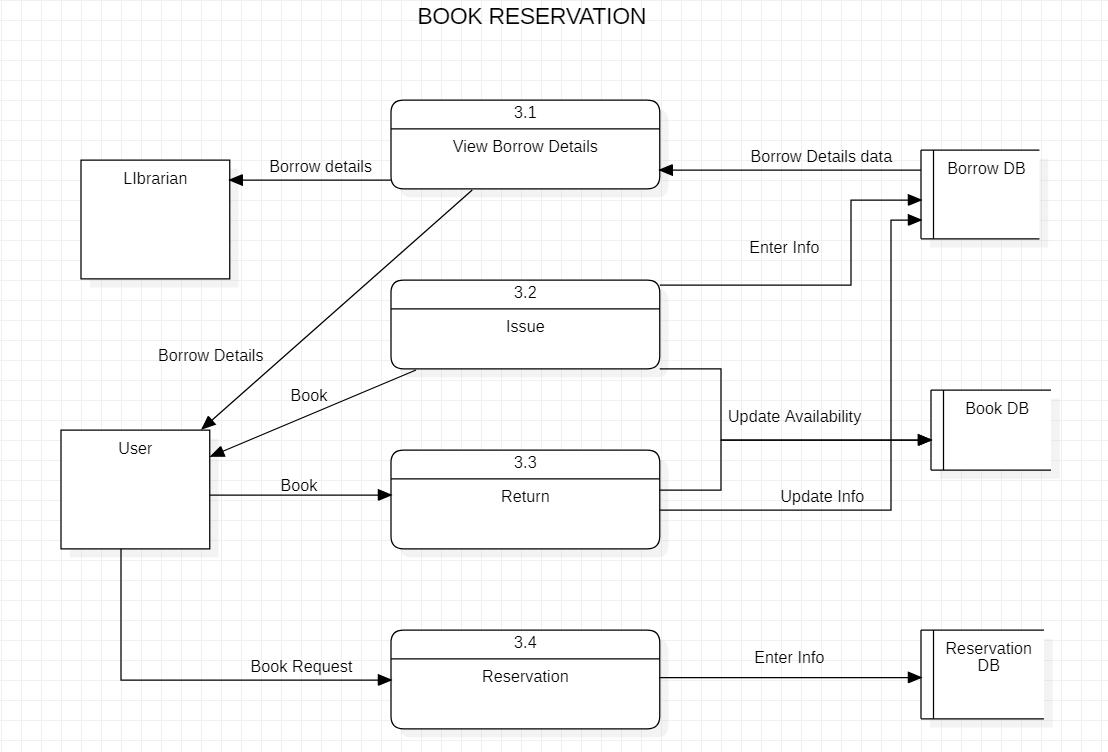 BOOK RESERVATION
3.1
View Borrow Details
Borrow details
Borrow Details data
LIbrarian
Borrow DB
Enter Info
3.2
Issue
Borrow Details
Book
Update Availability
Book DB
User
3.3
Return
Book
Update Info
3.4
Reservation
Book Request
Enter Info
Reservation
DB